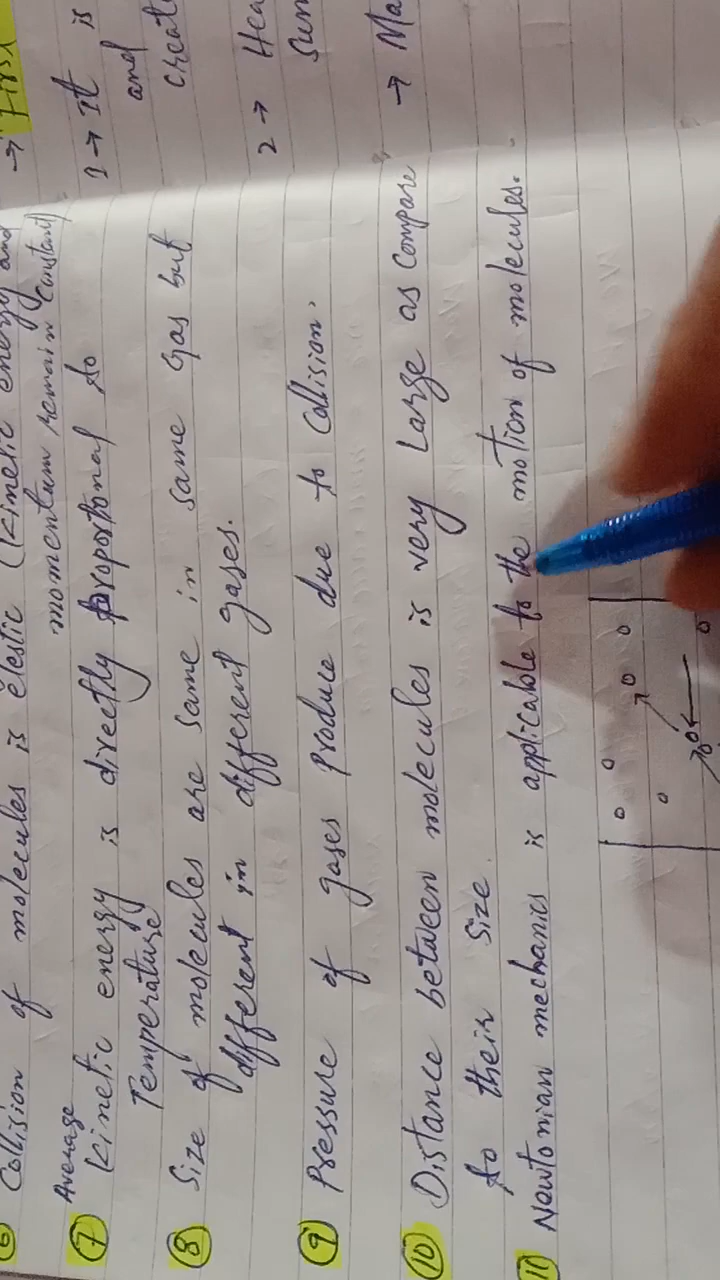 6 Collision of molecules is elestic (Kinetic energy and
momentum remain constant)
Average
7 Kinetic energy is directly proportional to
Temperature
8 Size of molecules are same in same gas but
different in different gases.
9 Pressure of gases produce due to Collision.
10 Distance between molecules is very Large as Compare
to their Size.
11 Newtonian mechanics is applicable to the motion of molecules.
→ First
1 → It is
and
create
2 → Hea
Sum
→ Ma